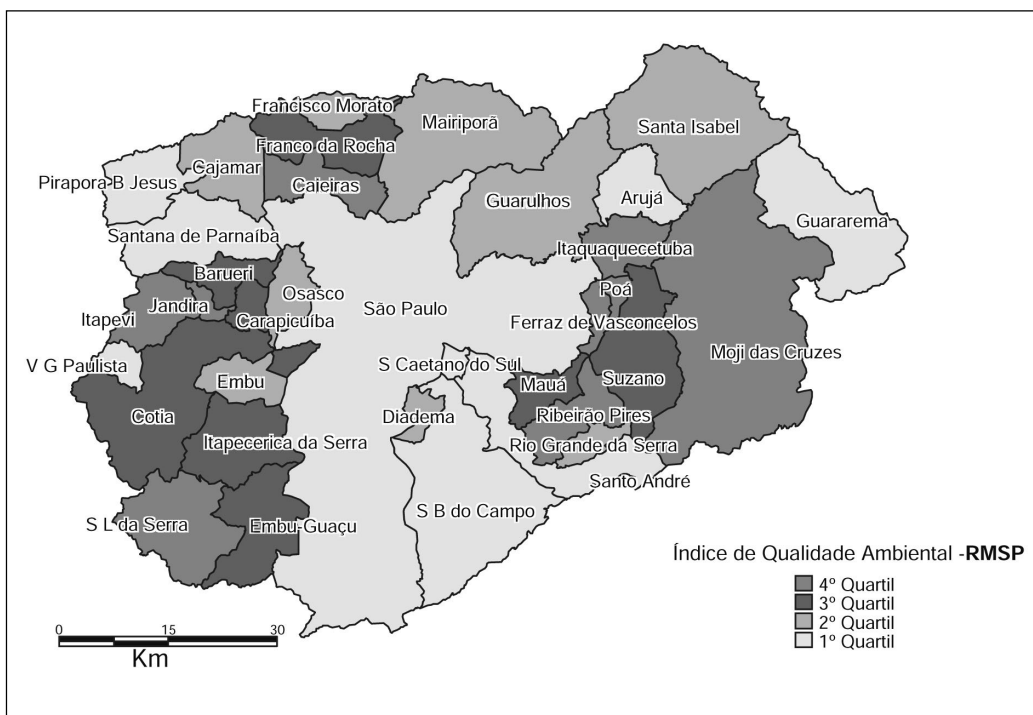 Francisco Morato
Mairiporã
Santa Isabel
Franco da Rocha
Cajamar
Caieiras
Pirapora B Jesus
Guarulhos
Arujá
Guararema
Santana de Parnaíba
Itaquaquecetuba
Barueri
Osasco
Poá
Jandira
São Paulo
Itapevi
Carapicuíba
Ferraz de Vasconcelos
Moji das Cruzes
V G Paulista
S Caetano do Sul
Embu
Mauá
Suzano
Cotia
Diadema
Ribeirão Pires
Itapecerica da Serra
Rio Grande da Serra
Santo André
S B do Campo
S L da Serra
Embu-Guaçu
Índice de Qualidade Ambiental -RMSP
4º Quartil
3º Quartil
2º Quartil
1º Quartil
0 15 30
Km